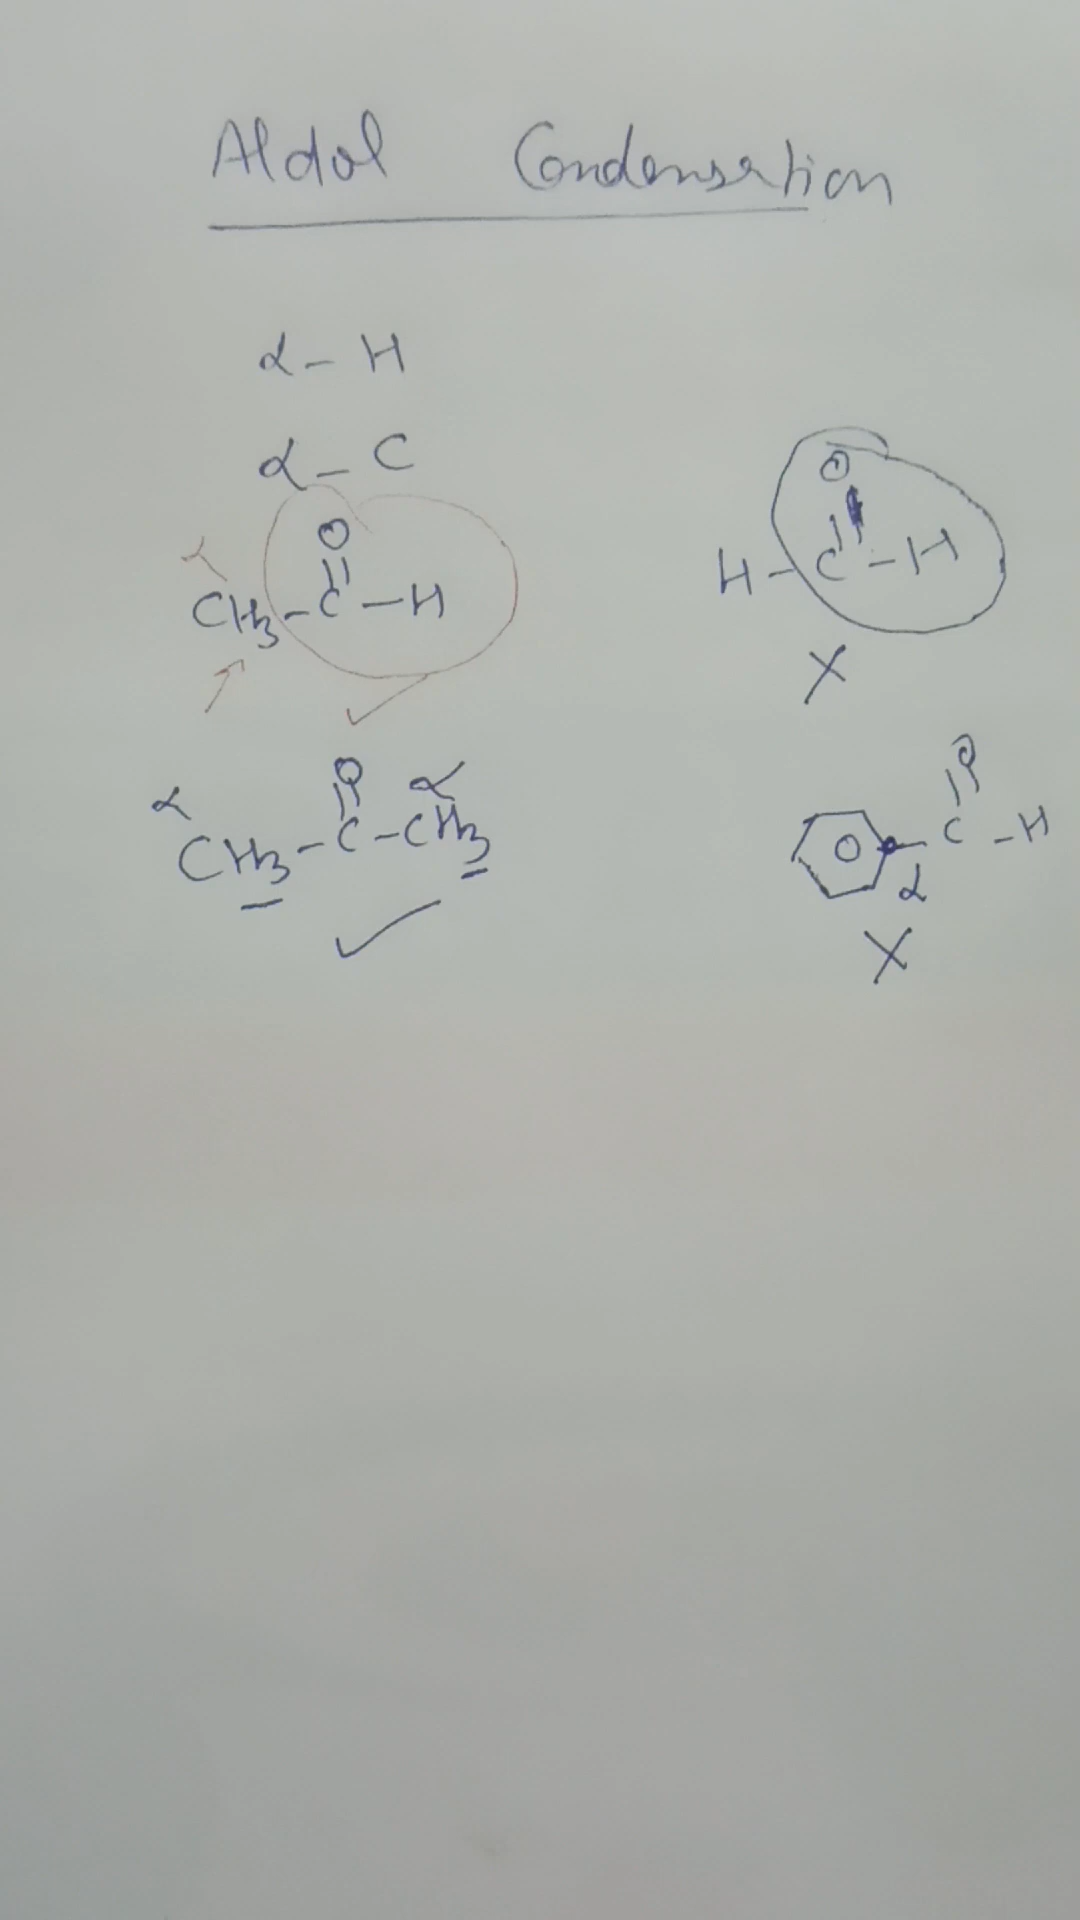 Aldol Condensation
α - H
α - C
O
α
CH3 - C - H
O
H - C - H
X
α
O
α
CH3 - C - CH3
O
C - H
α
X